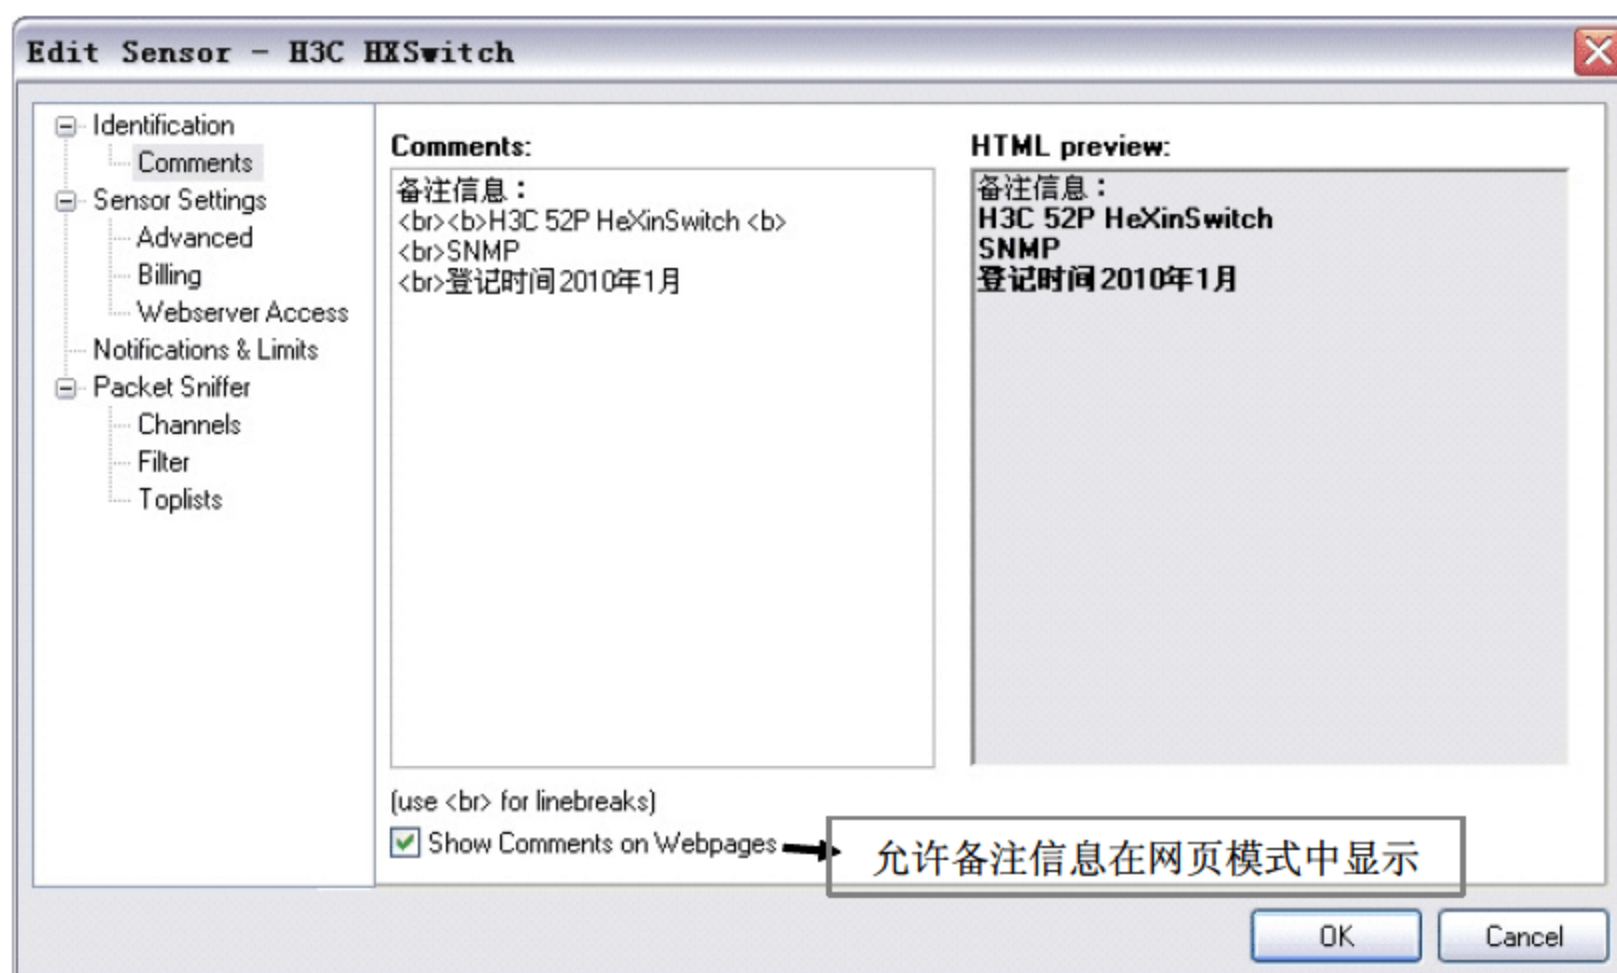 Edit Sensor - H3C HXSwitch
Identification
Comments
Sensor Settings
Advanced
Billing
Webserver Access
Notifications & Limits
Packet Sniffer
Channels
Filter
Toplists
Comments:
备注信息：
<br><b>H3C 52P HeXinSwitch <b>
<br>SNMP
<br>登记时间2010年1月
(use <br> for linebreaks)
Show Comments on Webpages
允许备注信息在网页模式中显示
HTML preview:
备注信息：
H3C 52P HeXinSwitch
SNMP
登记时间2010年1月
OK
Cancel